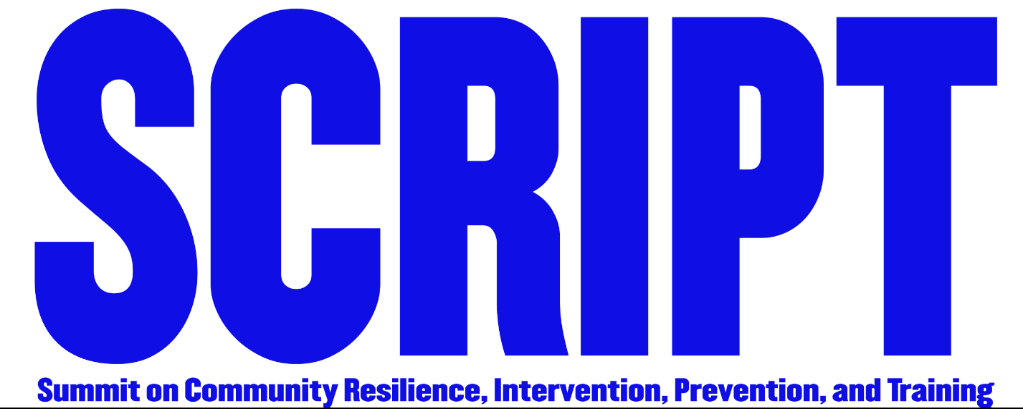 SCRIPT
Summit on Community Resilience, Intervention, Prevention, and Training